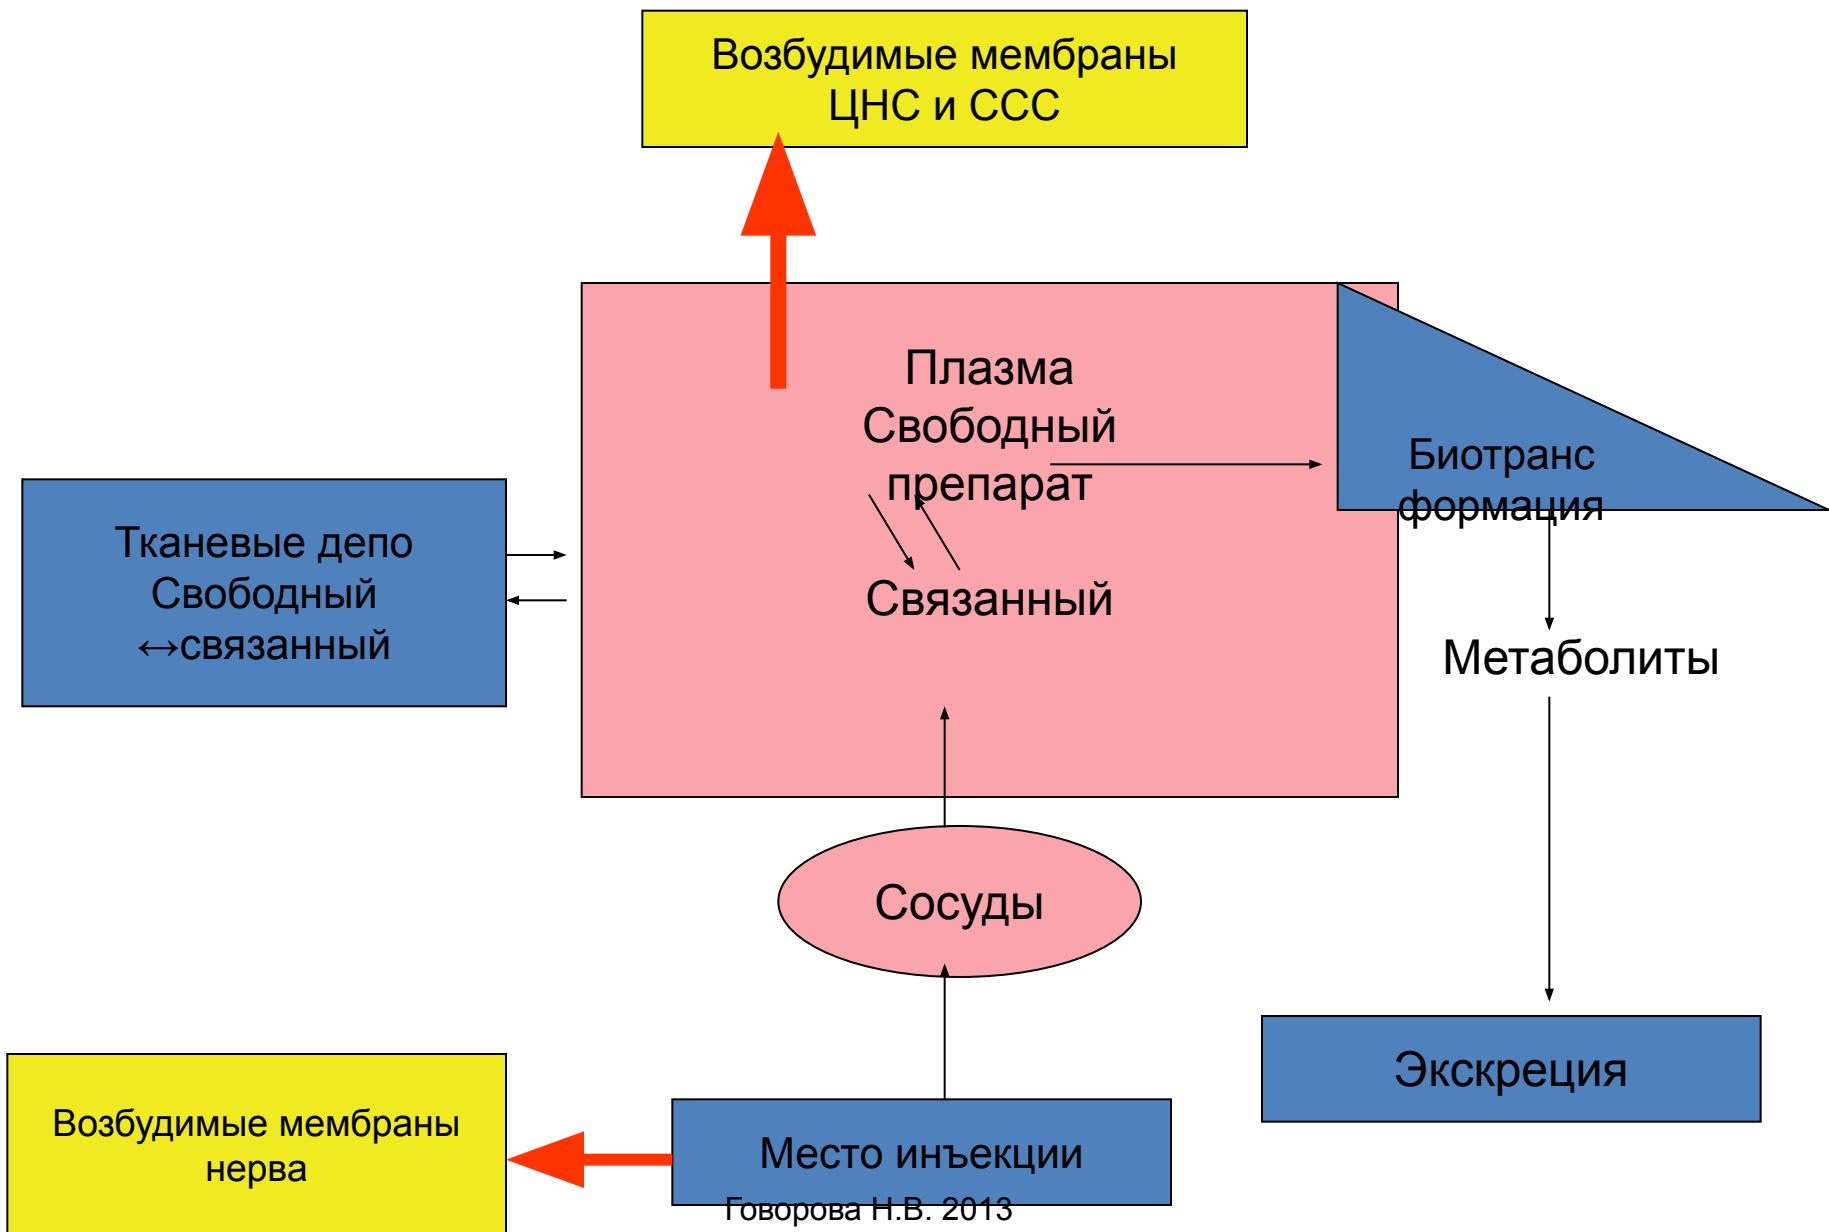 Возбудимые мембраны
ЦНС и ССС
Плазма
Свободный
препарат
Связанный
Биотранс
формация
Тканевые депо
Свободный
↔связанный
Метаболиты
Сосуды
Экскреция
Возбудимые мембраны
нерва
Место инъекции
Говорова Н.В. 2013